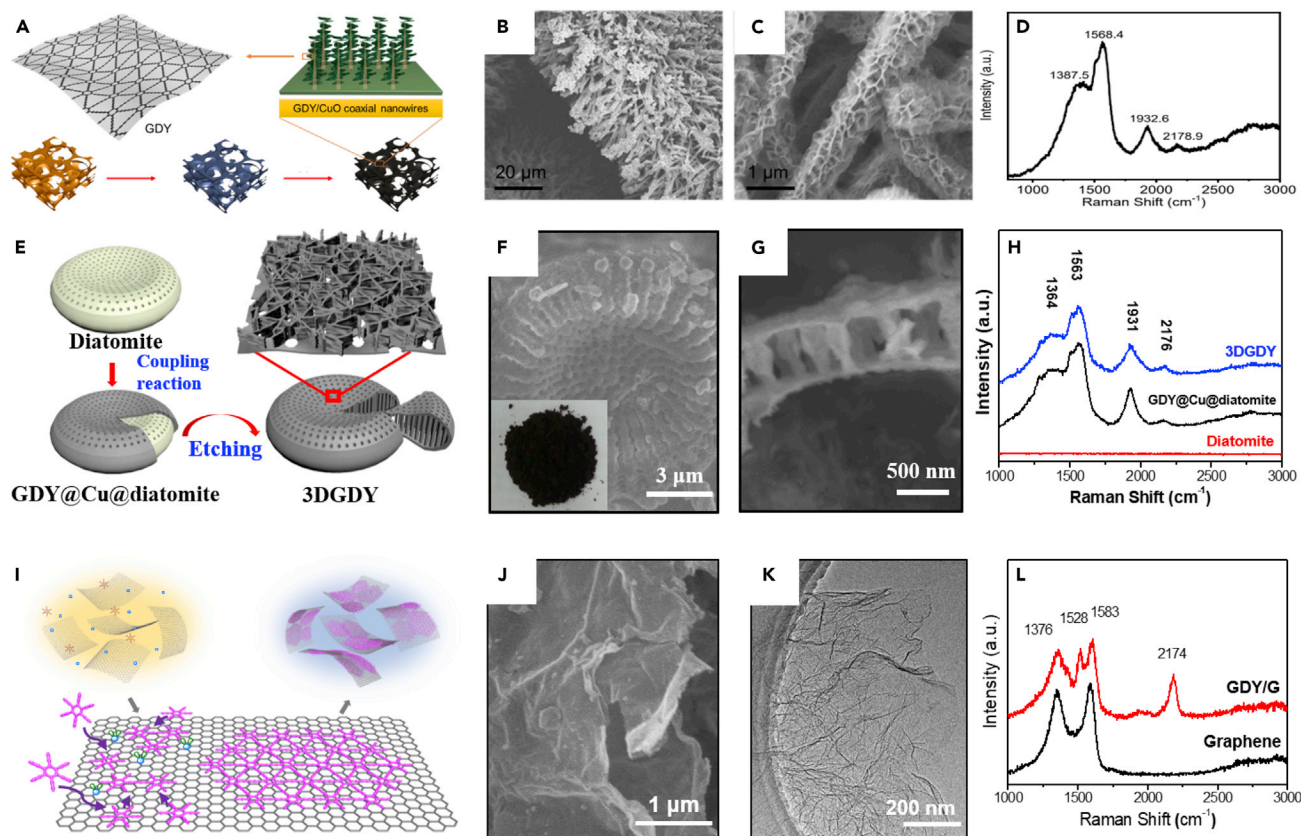 A
GDY
GDY/CuO coaxial nanowires
B
20 µm
C
1 µm
D
Intensity (a.u.)
1387.5
1568.4
1932.6
2178.9
1000 1500 2000 2500 3000
Raman Shift (cm⁻¹)
E
Diatomite
Coupling
reaction
Etching
GDY@Cu@diatomite
3DGDY
F
3 µm
G
500 nm
H
Intensity (a.u.)
1364
1563
1931
2176
3DGDY
GDY@Cu@diatomite
Diatomite
1000 1500 2000 2500 3000
Raman Shift (cm⁻¹)
I
J
1 µm
K
200 nm
L
Intensity (a.u.)
1376
1528
1583
2174
GDY/G
Graphene
1000 1500 2000 2500 3000
Raman Shift (cm⁻¹)